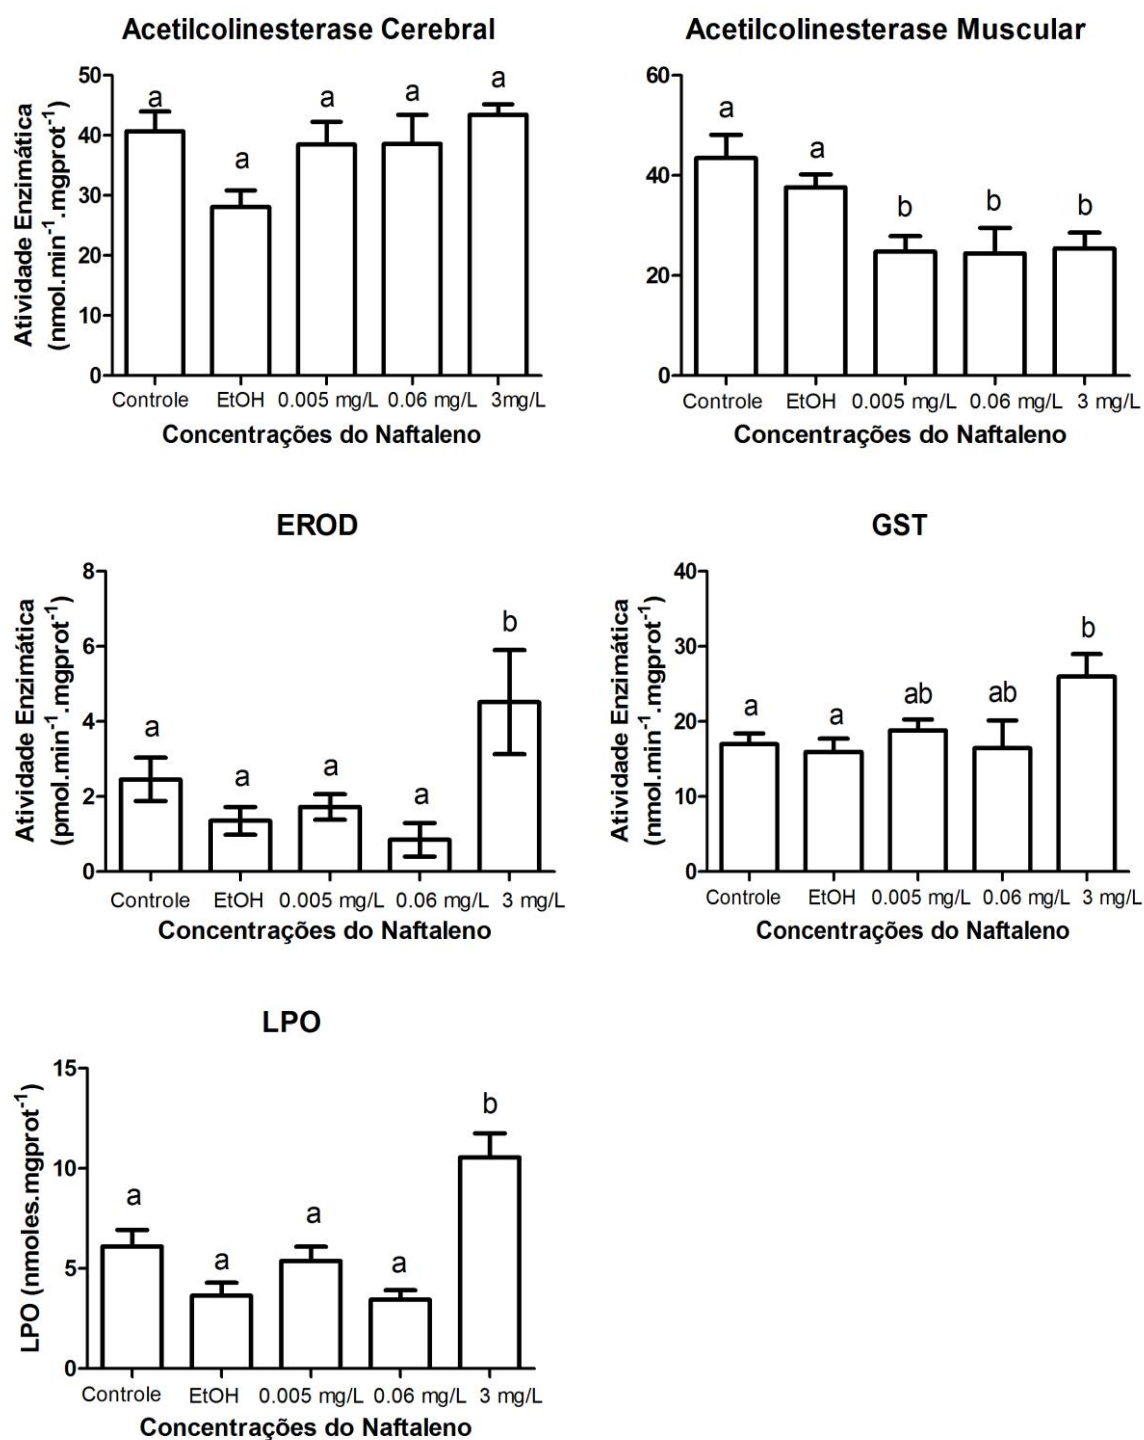 Acetilcolinesterase Cerebral
Atividade Enzimática
(nmol.min-1.mgprot-1)
50
40
30
20
10
0
a
a
a
a
a
Controle EtOH 0.005 mg/L 0.06 mg/L 3mg/L
Concentrações do Naftaleno
Acetilcolinesterase Muscular
60
40
20
0
a
a
b
b
b
Controle EtOH 0.005 mg/L 0.06 mg/L 3 mg/L
Concentrações do Naftaleno
EROD
Atividade Enzimática
(pmol.min-1.mgprot-1)
8
6
4
2
0
a
a
a
a
b
Controle EtOH 0.005 mg/L 0.06 mg/L 3 mg/L
Concentrações do Naftaleno
GST
Atividade Enzimática
(nmol.min-1.mgprot-1)
40
30
20
10
0
a
a
ab
ab
b
Controle EtOH 0.005 mg/L 0.06 mg/L 3 mg/L
Concentrações do Naftaleno
LPO
LPO (nmoles.mgprot-1)
15
10
5
0
a
a
a
a
b
Controle EtOH 0.005 mg/L 0.06 mg/L 3 mg/L
Concentrações do Naftaleno